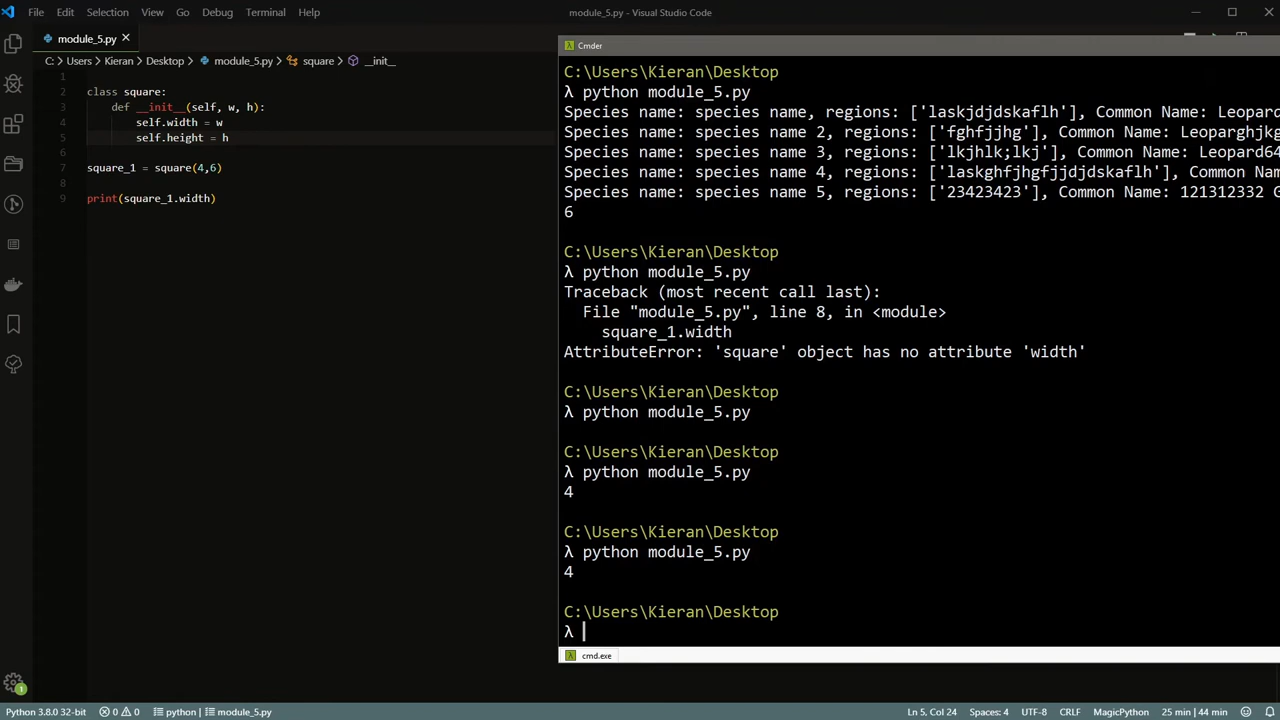 File Edit Selection View Go Debug Terminal Help
module_5.py - Visual Studio Code
module_5.py
C: > Users > Kieran > Desktop > module_5.py > square > __init__
1
2 class square:
3 def __init__(self, w, h):
4 self.width = w
5 self.height = h
6
7 square_1 = square(4,6)
8
9 print(square_1.width)
Cmder
C:\Users\Kieran\Desktop
λ python module_5.py
Species name: species name, regions: ['laskjdjdskaflh'], Common Name: Leopard
Species name: species name 2, regions: ['fghfjjhg'], Common Name: Leoparghjkg
Species name: species name 3, regions: ['lkjhlk;lkj'], Common Name: Leopard64
Species name: species name 4, regions: ['laskghfjhgfjjdjdskaflh'], Common Na
Species name: species name 5, regions: ['23423423'], Common Name: 121312332 C
6
C:\Users\Kieran\Desktop
λ python module_5.py
Traceback (most recent call last):
File "module_5.py", line 8, in <module>
square_1.width
AttributeError: 'square' object has no attribute 'width'
C:\Users\Kieran\Desktop
λ python module_5.py
C:\Users\Kieran\Desktop
λ python module_5.py
4
C:\Users\Kieran\Desktop
λ python module_5.py
4
C:\Users\Kieran\Desktop
λ
cmd.exe
1
Python 3.8.0 32-bit 0 0 python | module_5.py Ln 5, Col 24 Spaces: 4 UTF-8 CRLF MagicPython 25 min | 44 min